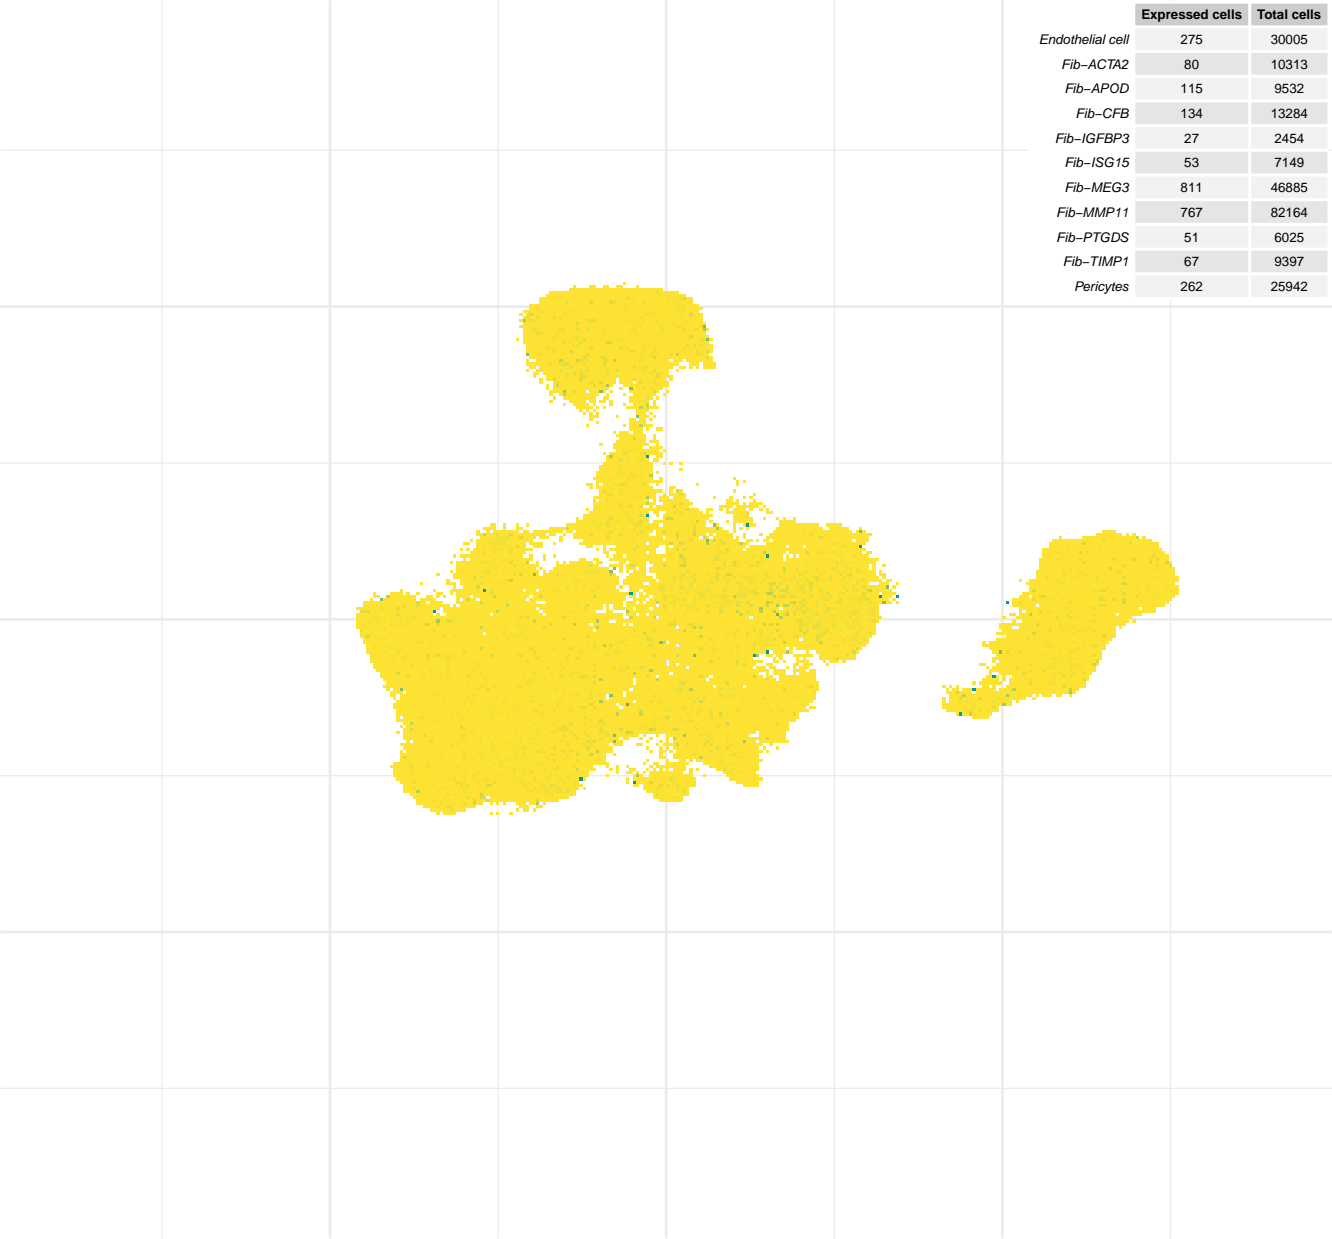 Expressed cells Total cells
Endothelial cell 275 30005
Fib−ACTA2 80 10313
Fib−APOD 115 9532
Fib−CFB 134 13284
Fib−IGFBP3 27 2454
Fib−ISG15 53 7149
Fib−MEG3 811 46885
Fib−MMP11 767 82164
Fib−PTGDS 51 6025
Fib−TIMP1 67 9397
Pericytes 262 25942